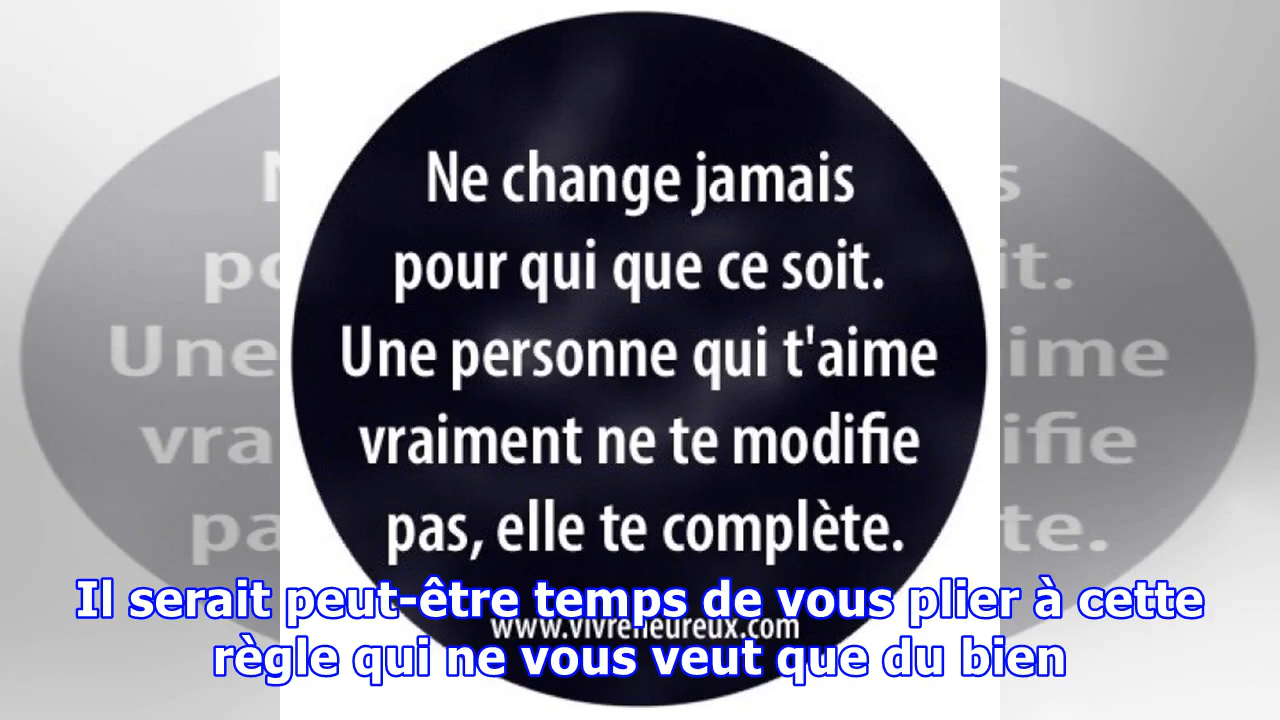 Ne change jamais
pour qui que ce soit.
Une personne qui t'aime
vraiment ne te modifie
pas, elle te complète.
Il serait peut-être temps de vous plier à cette
www.vivreheureux.com
règle qui ne vous veut que du bien